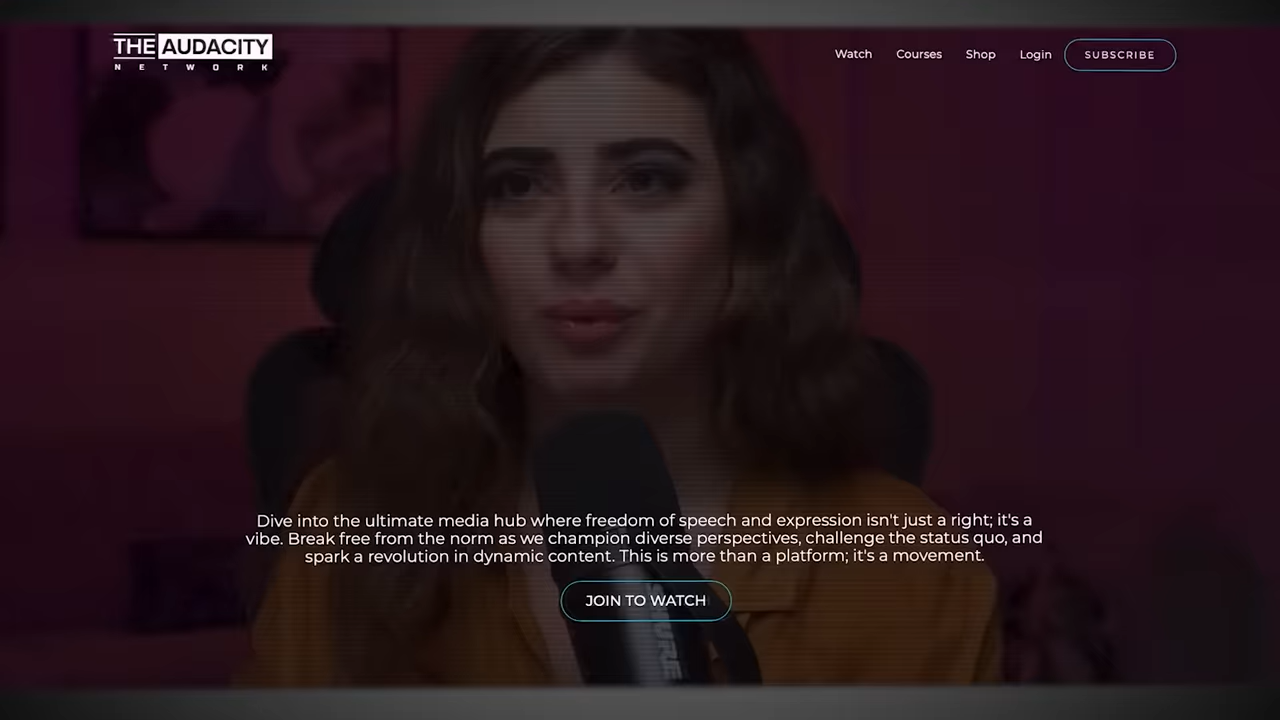 THE AUDACITY
NETWORK
Watch Courses Shop Login SUBSCRIBE
Dive into the ultimate media hub where freedom of speech and expression isn't just a right; it's a
vibe. Break free from the norm as we champion diverse perspectives, challenge the status quo, and
spark a revolution in dynamic content. This is more than a platform; it's a movement.
JOIN TO WATCH
SHURE